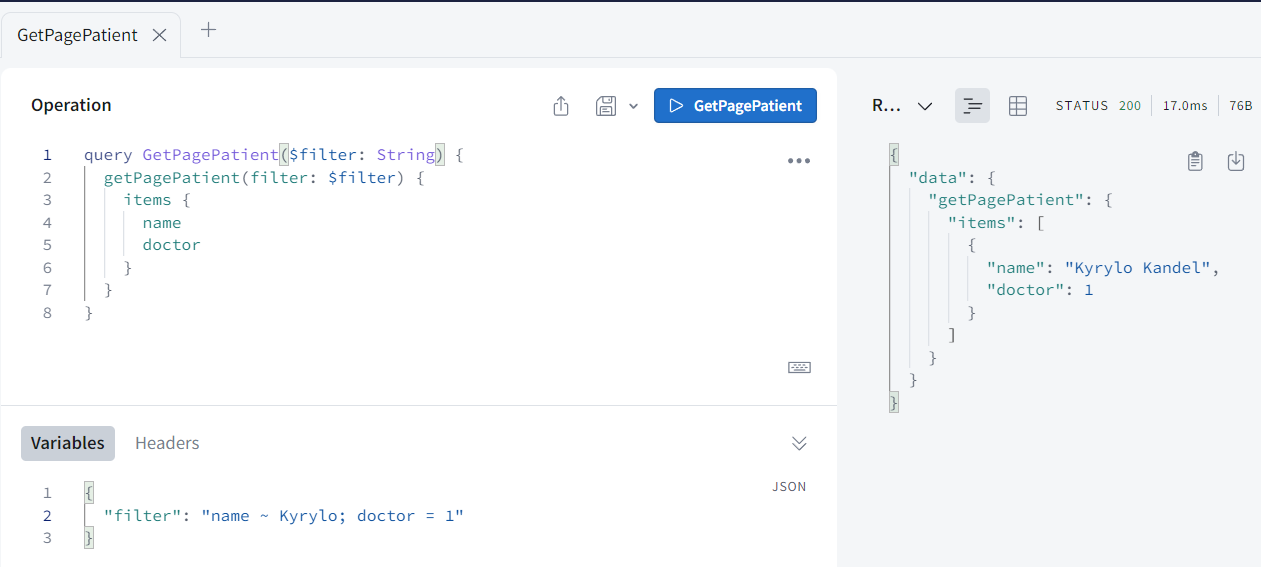 GetPagePatient
Operation
GetPagePatient
1 query GetPagePatient($filter: String) {
2   getPagePatient(filter: $filter) {
3     items {
4       name
5       doctor
6     }
7   }
8 }
Variables Headers
JSON
1 {
2   "filter": "name ~ Kyrylo; doctor = 1"
3 }
R... STATUS 200 17.0ms 76B
{
  "data": {
    "getPagePatient": {
      "items": [
        {
          "name": "Kyrylo Kandel",
          "doctor": 1
        }
      ]
    }
  }
}